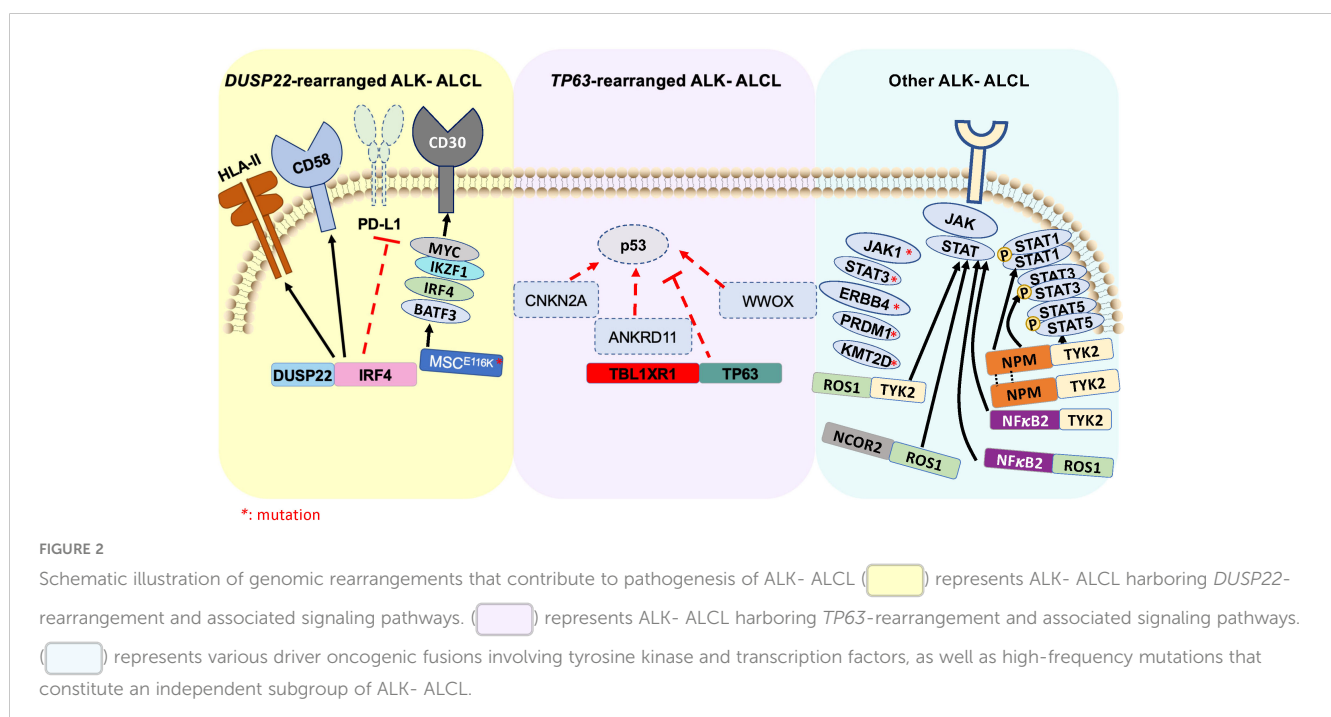 DUSP22-rearranged ALK- ALCL
TP63-rearranged ALK- ALCL
Other ALK- ALCL
HLA-II
CD58
CD30
PD-L1
MYC
IKZF1
IRF4
BATF3
MSCE116K*
DUSP22
IRF4
p53
CNKN2A
WWOX
ANKRD11
TBL1XR1
TP63
JAK
STAT
JAK1*
STAT3*
ERBB4*
PRDM1*
KMT2D*
P
STAT1
STAT1
P
STAT3
STAT3
P
STAT5
STAT5
NPM
TYK2
NPM
TYK2
ROS1
TYK2
NFκB2
TYK2
NCOR2
ROS1
NFκB2
ROS1
*: mutation
FIGURE 2
Schematic illustration of genomic rearrangements that contribute to pathogenesis of ALK- ALCL ( ) represents ALK- ALCL harboring DUSP22-
rearrangement and associated signaling pathways. ( ) represents ALK- ALCL harboring TP63-rearrangement and associated signaling pathways.
( ) represents various driver oncogenic fusions involving tyrosine kinase and transcription factors, as well as high-frequency mutations that
constitute an independent subgroup of ALK- ALCL.